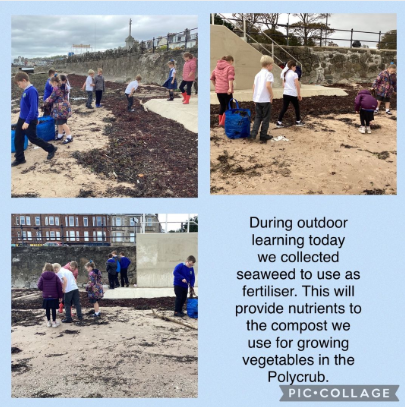 During outdoor
learning today
we collected
seaweed to use as
fertiliser. This will
provide nutrients to
the compost we
use for growing
vegetables in the
Polycrub.
PIC•COLLAGE